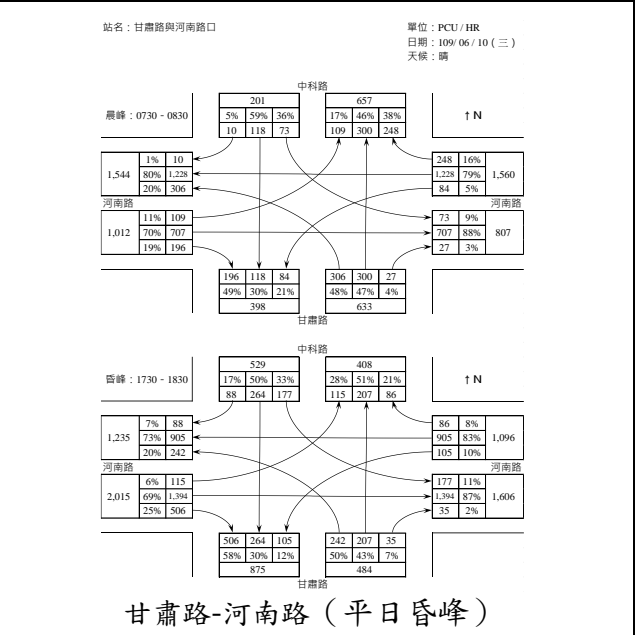 站名：甘肅路與河南路口 單位：PCU / HR
日期：109/ 06 / 10（三）
天候：晴
中科路
晨峰：0730 - 0830 201 657 ↑ N
5% 59% 36% 17% 46% 38%
10 118 73 109 300 248
1% 10 248 16%
1,544 80% 1,228 1,228 79% 1,560
20% 306 84 5%
河南路 河南路
11% 109 73 9%
1,012 70% 707 707 88% 807
19% 196 27 3%
196 118 84 306 300 27
49% 30% 21% 48% 47% 4%
398 633
甘肅路
中科路
昏峰：1730 - 1830 529 408 ↑ N
17% 50% 33% 28% 51% 21%
88 264 177 115 207 86
7% 88 86 8%
1,235 73% 905 905 83% 1,096
20% 242 105 10%
河南路 河南路
6% 115 177 11%
2,015 69% 1,394 1,394 87% 1,606
25% 506 35 2%
506 264 105 242 207 35
58% 30% 12% 50% 43% 7%
875 484
甘肅路
甘肅路-河南路（平日昏峰）